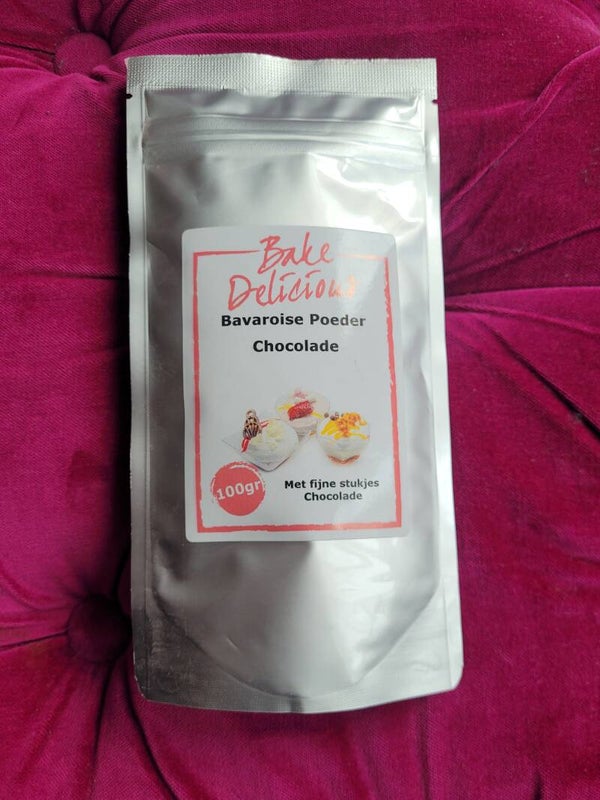 Bake
Delicious
Bavaroise Poeder
Chocolade
100gr
Met fijne stukjes
Chocolade